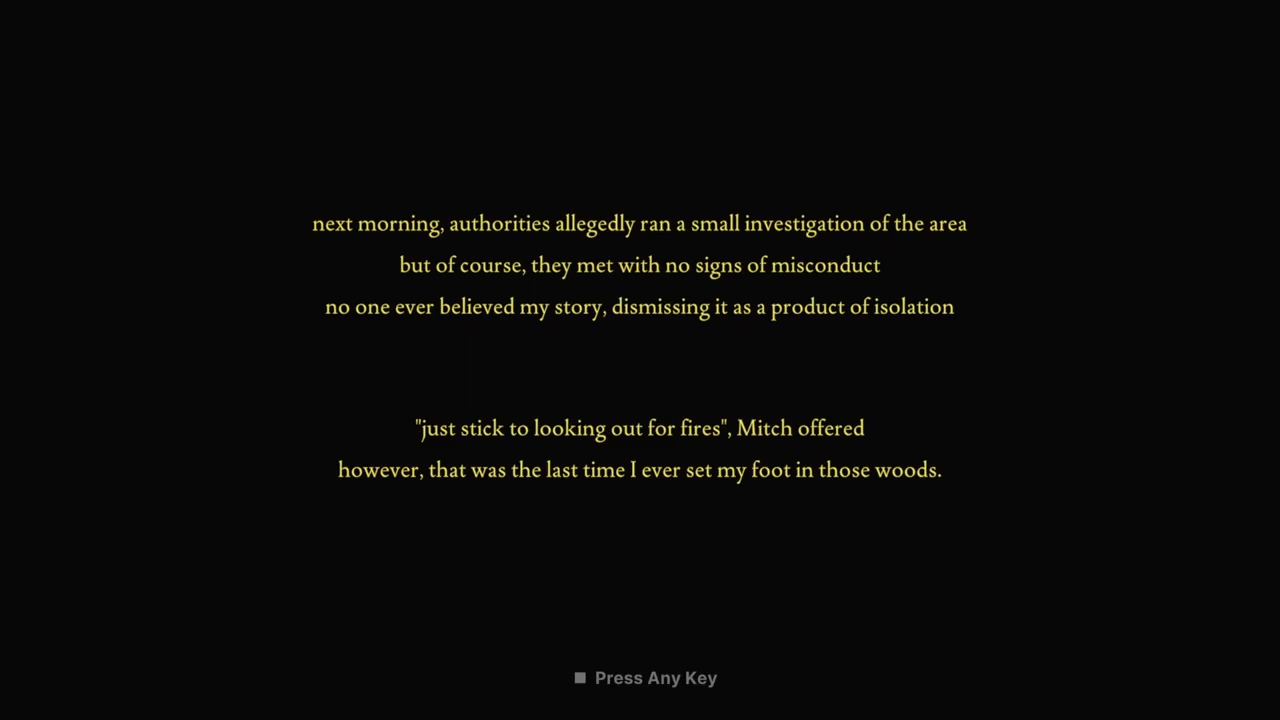 next morning, authorities allegedly ran a small investigation of the area
but of course, they met with no signs of misconduct
no one ever believed my story, dismissing it as a product of isolation
"just stick to looking out for fires", Mitch offered
however, that was the last time I ever set my foot in those woods.
Press Any Key